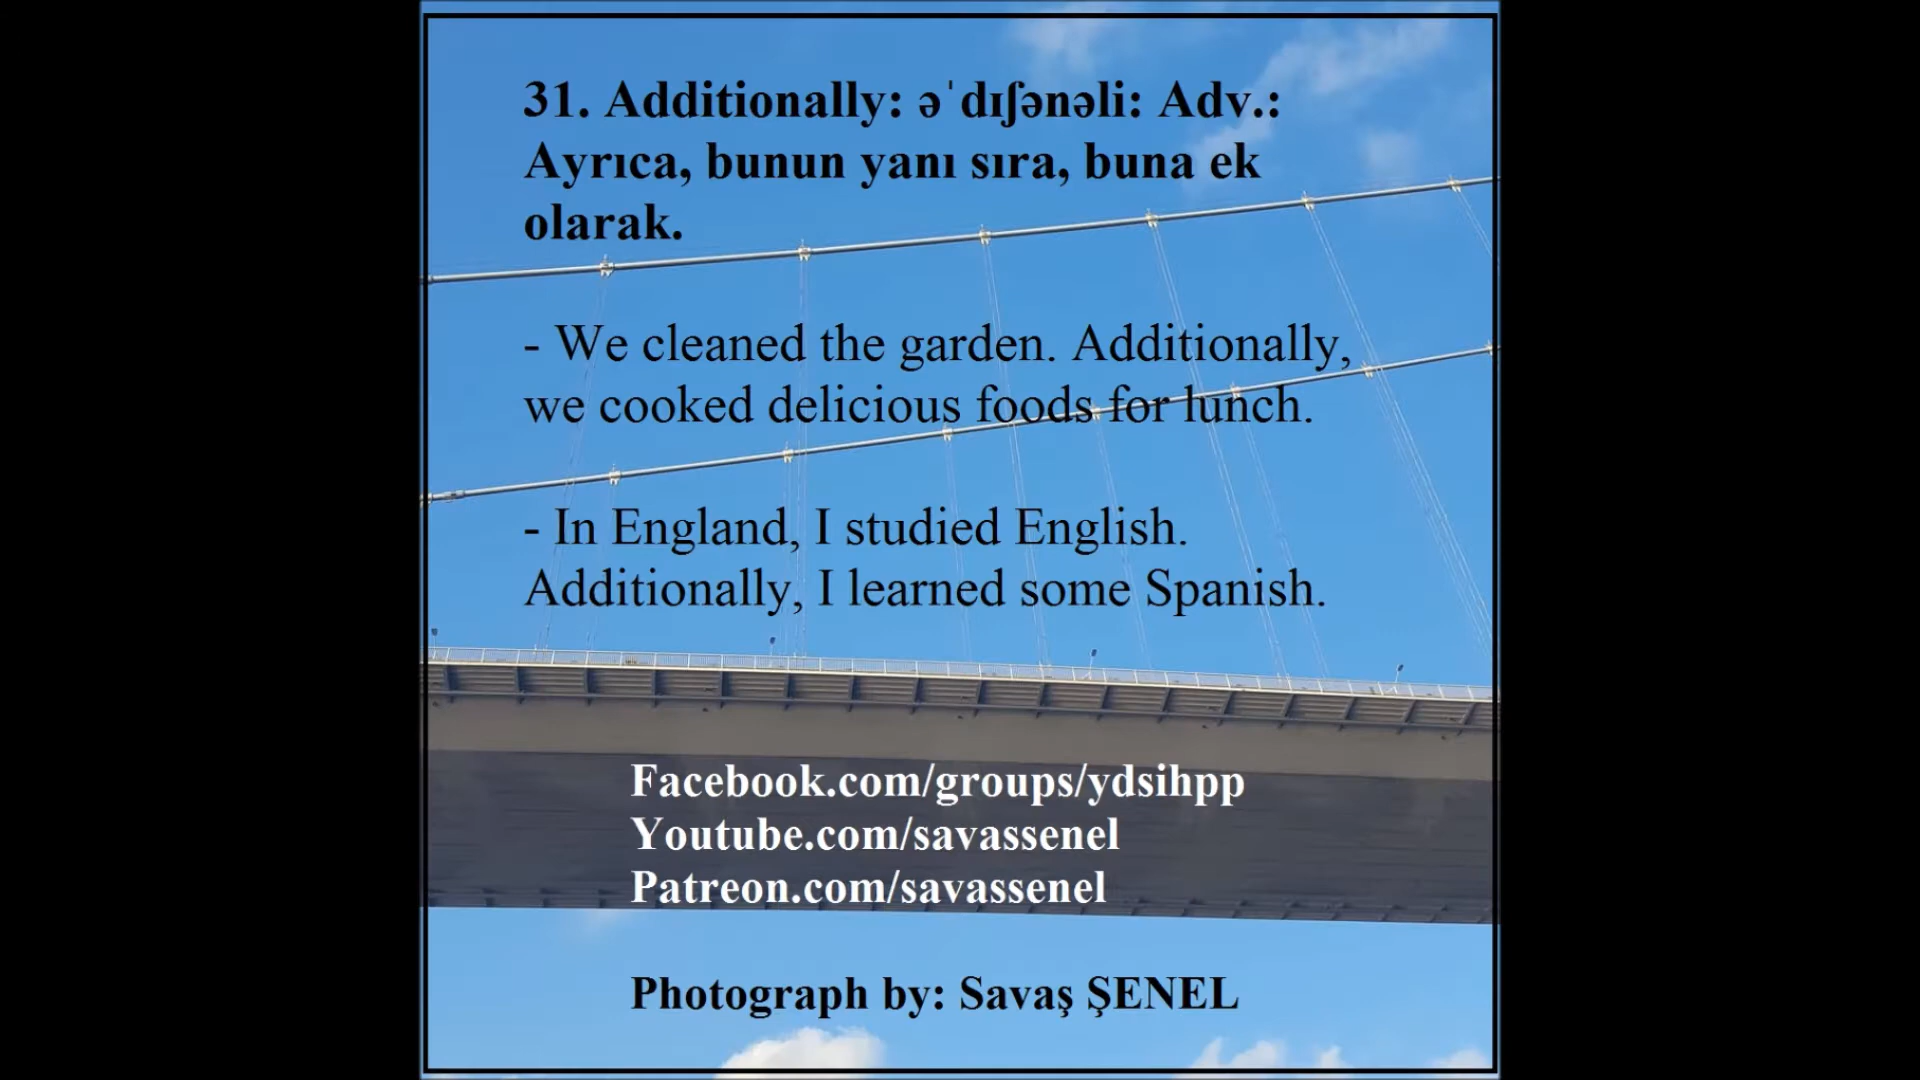 31. Additionally: əˈdɪʃənəli: Adv.:
Ayrıca, bunun yanı sıra, buna ek
olarak.
- We cleaned the garden. Additionally,
we cooked delicious foods for lunch.
- In England, I studied English.
Additionally, I learned some Spanish.
Facebook.com/groups/ydsihpp
Youtube.com/savassenel
Patreon.com/savassenel
Photograph by: Savaş ŞENEL